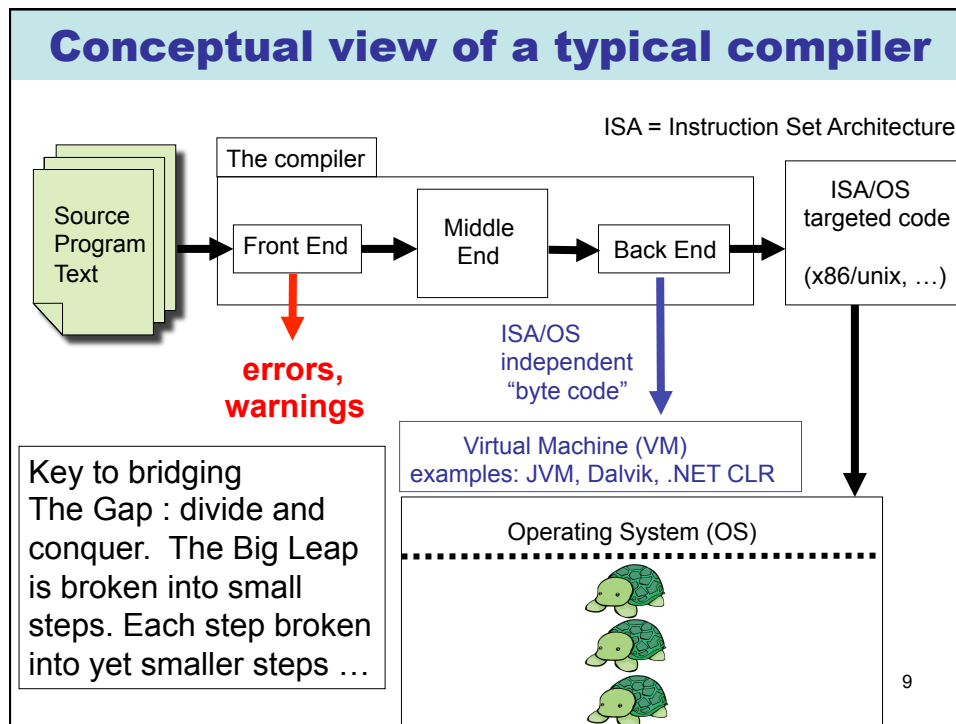 Conceptual view of a typical compiler
ISA = Instruction Set Architecture
The compiler
Source
Program
Text
Front End
Middle
End
Back End
ISA/OS
targeted code
(x86/unix, …)
errors,
warnings
ISA/OS
independent
“byte code”
Virtual Machine (VM)
examples: JVM, Dalvik, .NET CLR
Key to bridging
The Gap : divide and
conquer.  The Big Leap
is broken into small
steps. Each step broken
into yet smaller steps …
Operating System (OS)
9